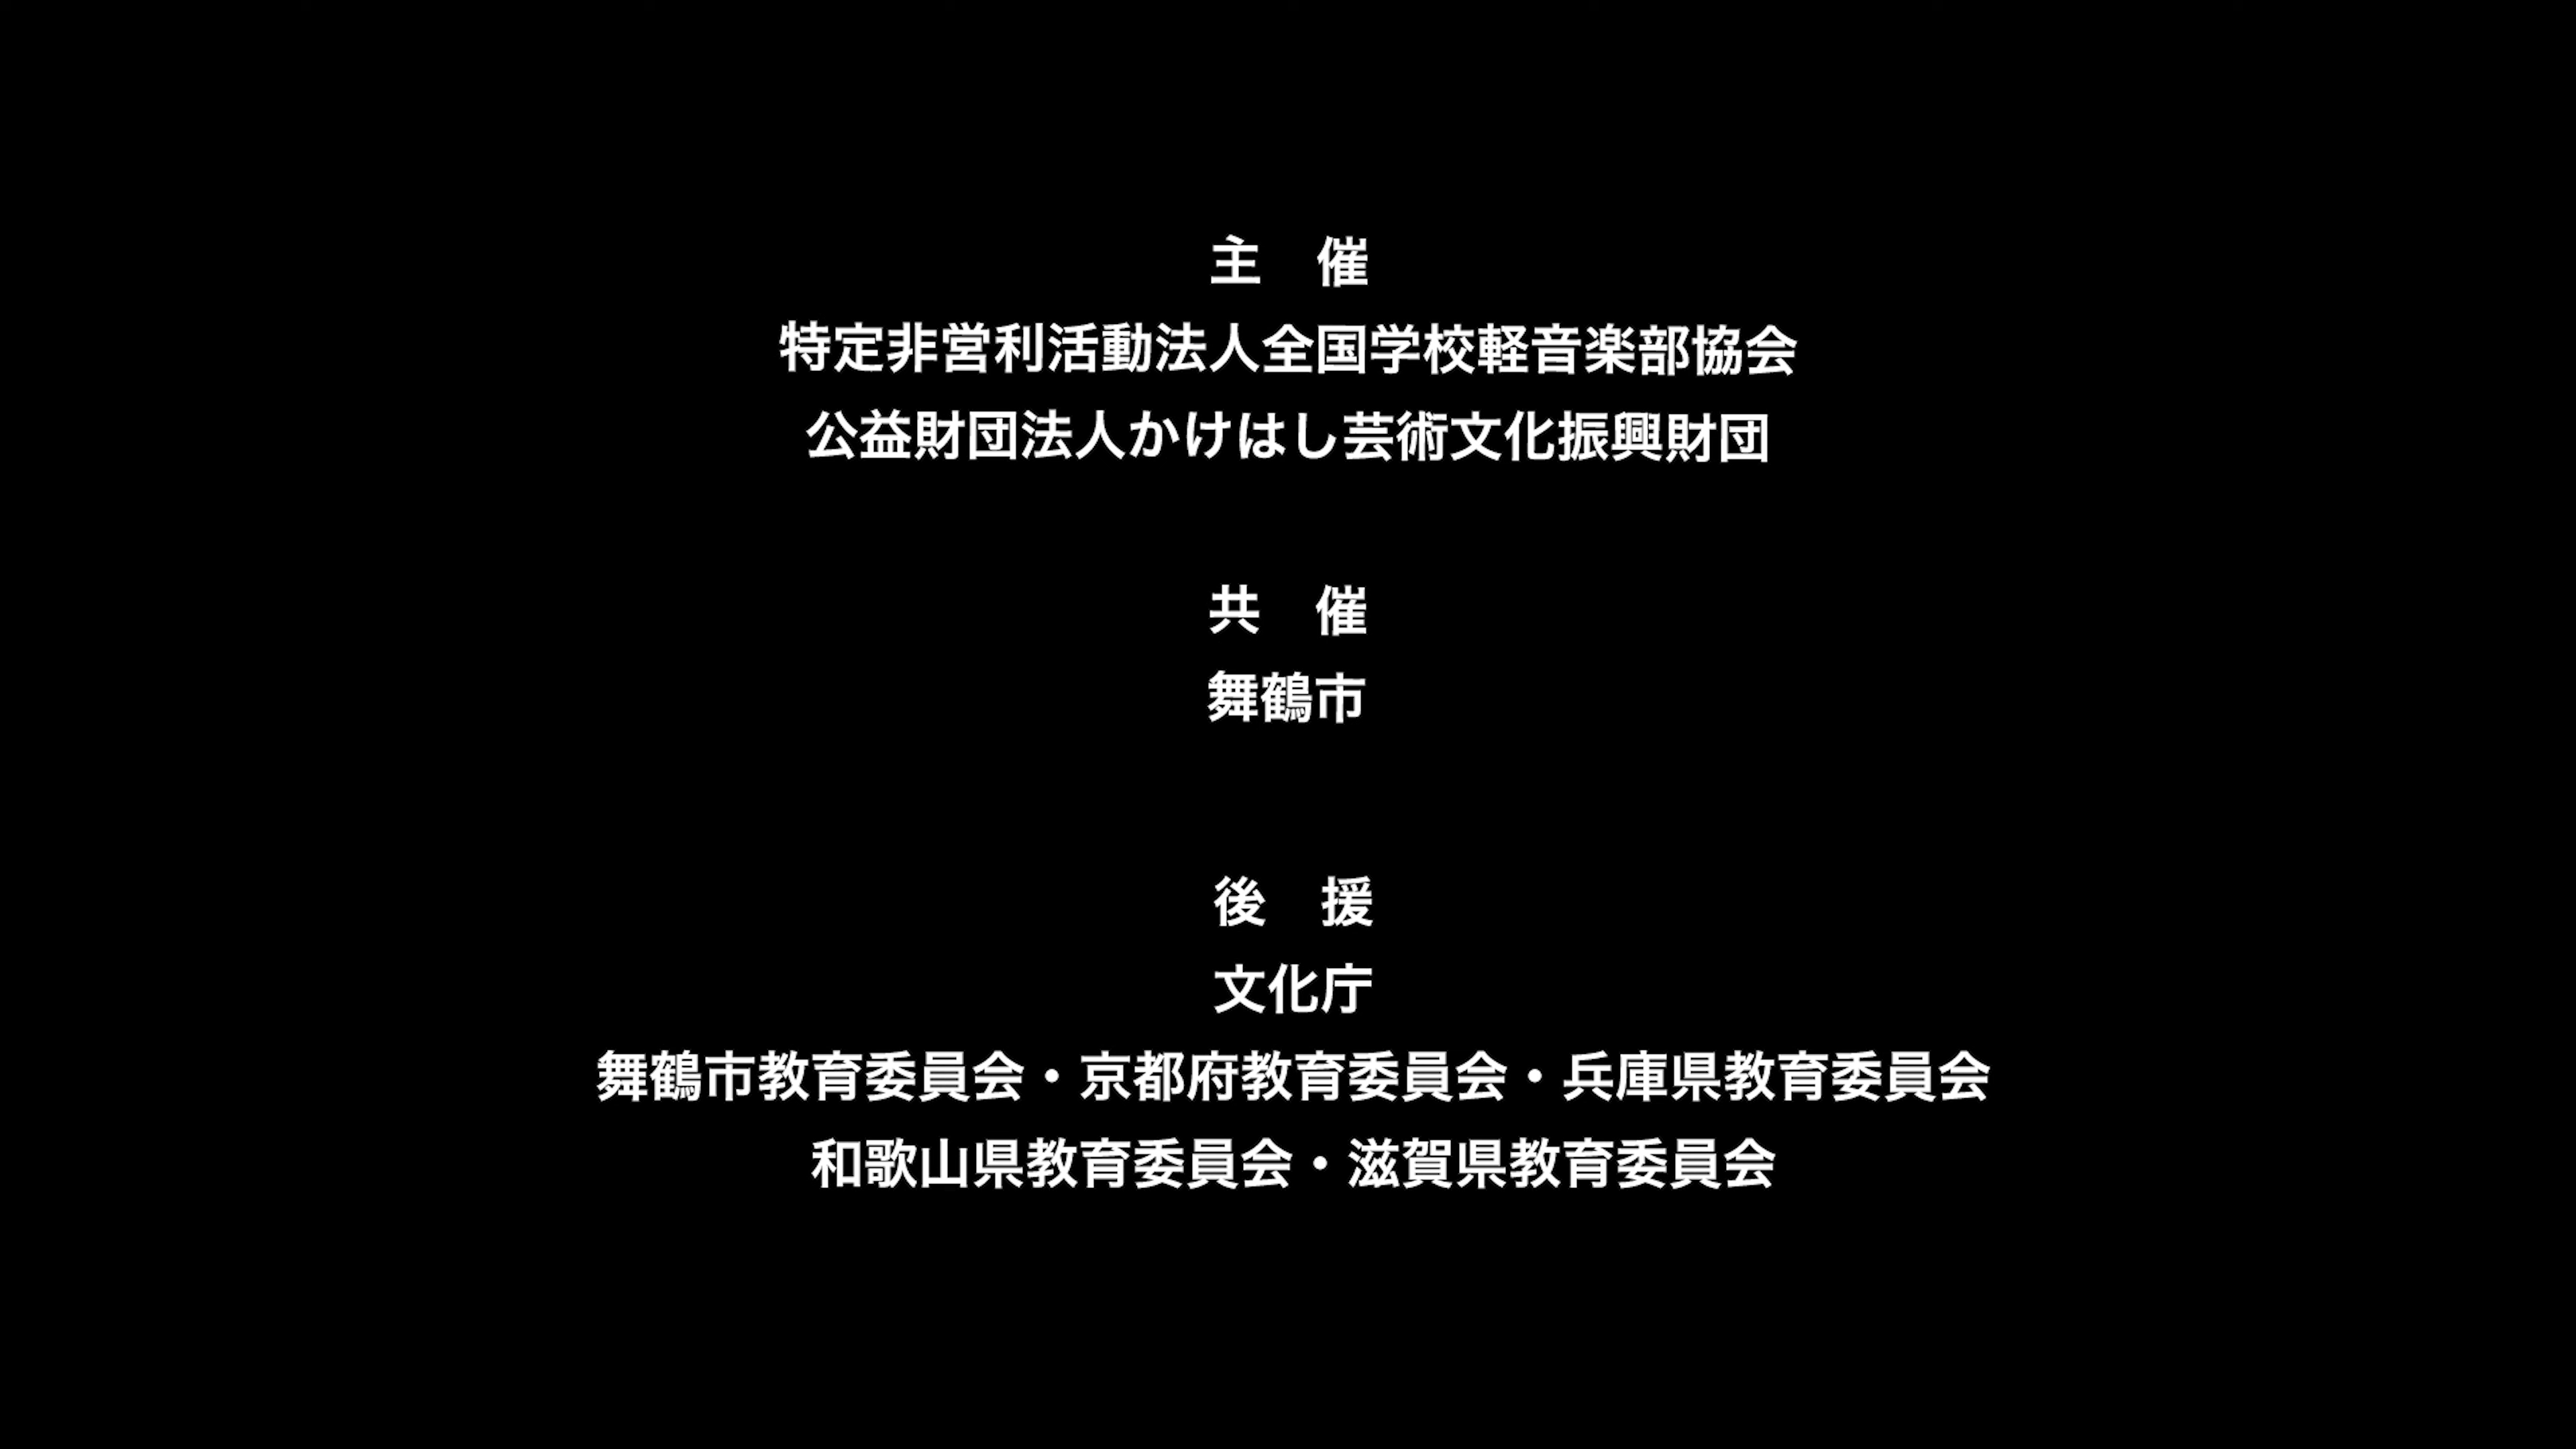 主　催
特定非営利活動法人全国学校軽音楽部協会
公益財団法人かけはし芸術文化振興財団
共　催
舞鶴市
後　援
文化庁
舞鶴市教育委員会・京都府教育委員会・兵庫県教育委員会
和歌山県教育委員会・滋賀県教育委員会